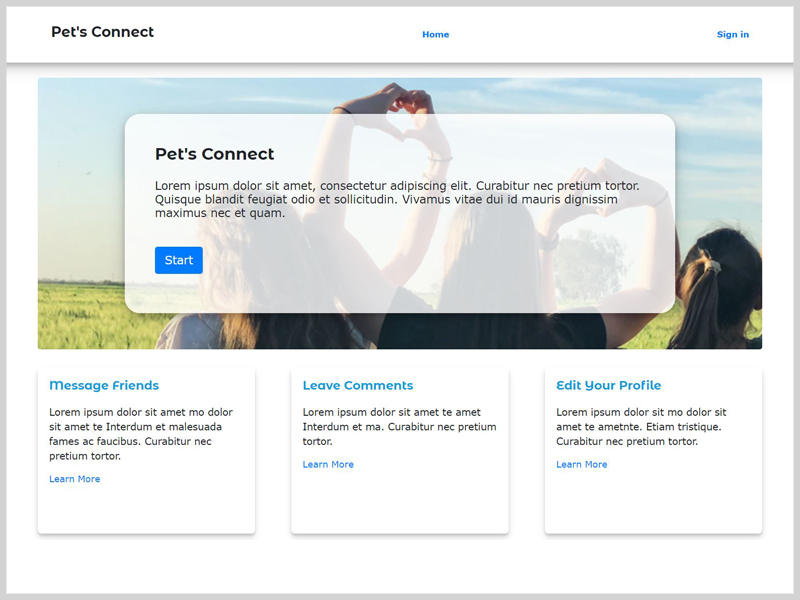 Pet's Connect
Home
Sign in
Pet's Connect
Lorem ipsum dolor sit amet, consectetur adipiscing elit. Curabitur nec pretium tortor.
Quisque blandit feugiat odio et sollicitudin. Vivamus vitae dui id mauris dignissim
maximus nec et quam.
Start
Message Friends
Lorem ipsum dolor sit amet mo dolor
sit amet te Interdum et malesuada
fames ac faucibus. Curabitur nec
pretium tortor.
Learn More
Leave Comments
Lorem ipsum dolor sit amet te amet
Interdum et ma. Curabitur nec pretium
tortor.
Learn More
Edit Your Profile
Lorem ipsum dolor sit mo dolor sit
amet te ametnte. Etiam tristique.
Curabitur nec pretium tortor.
Learn More